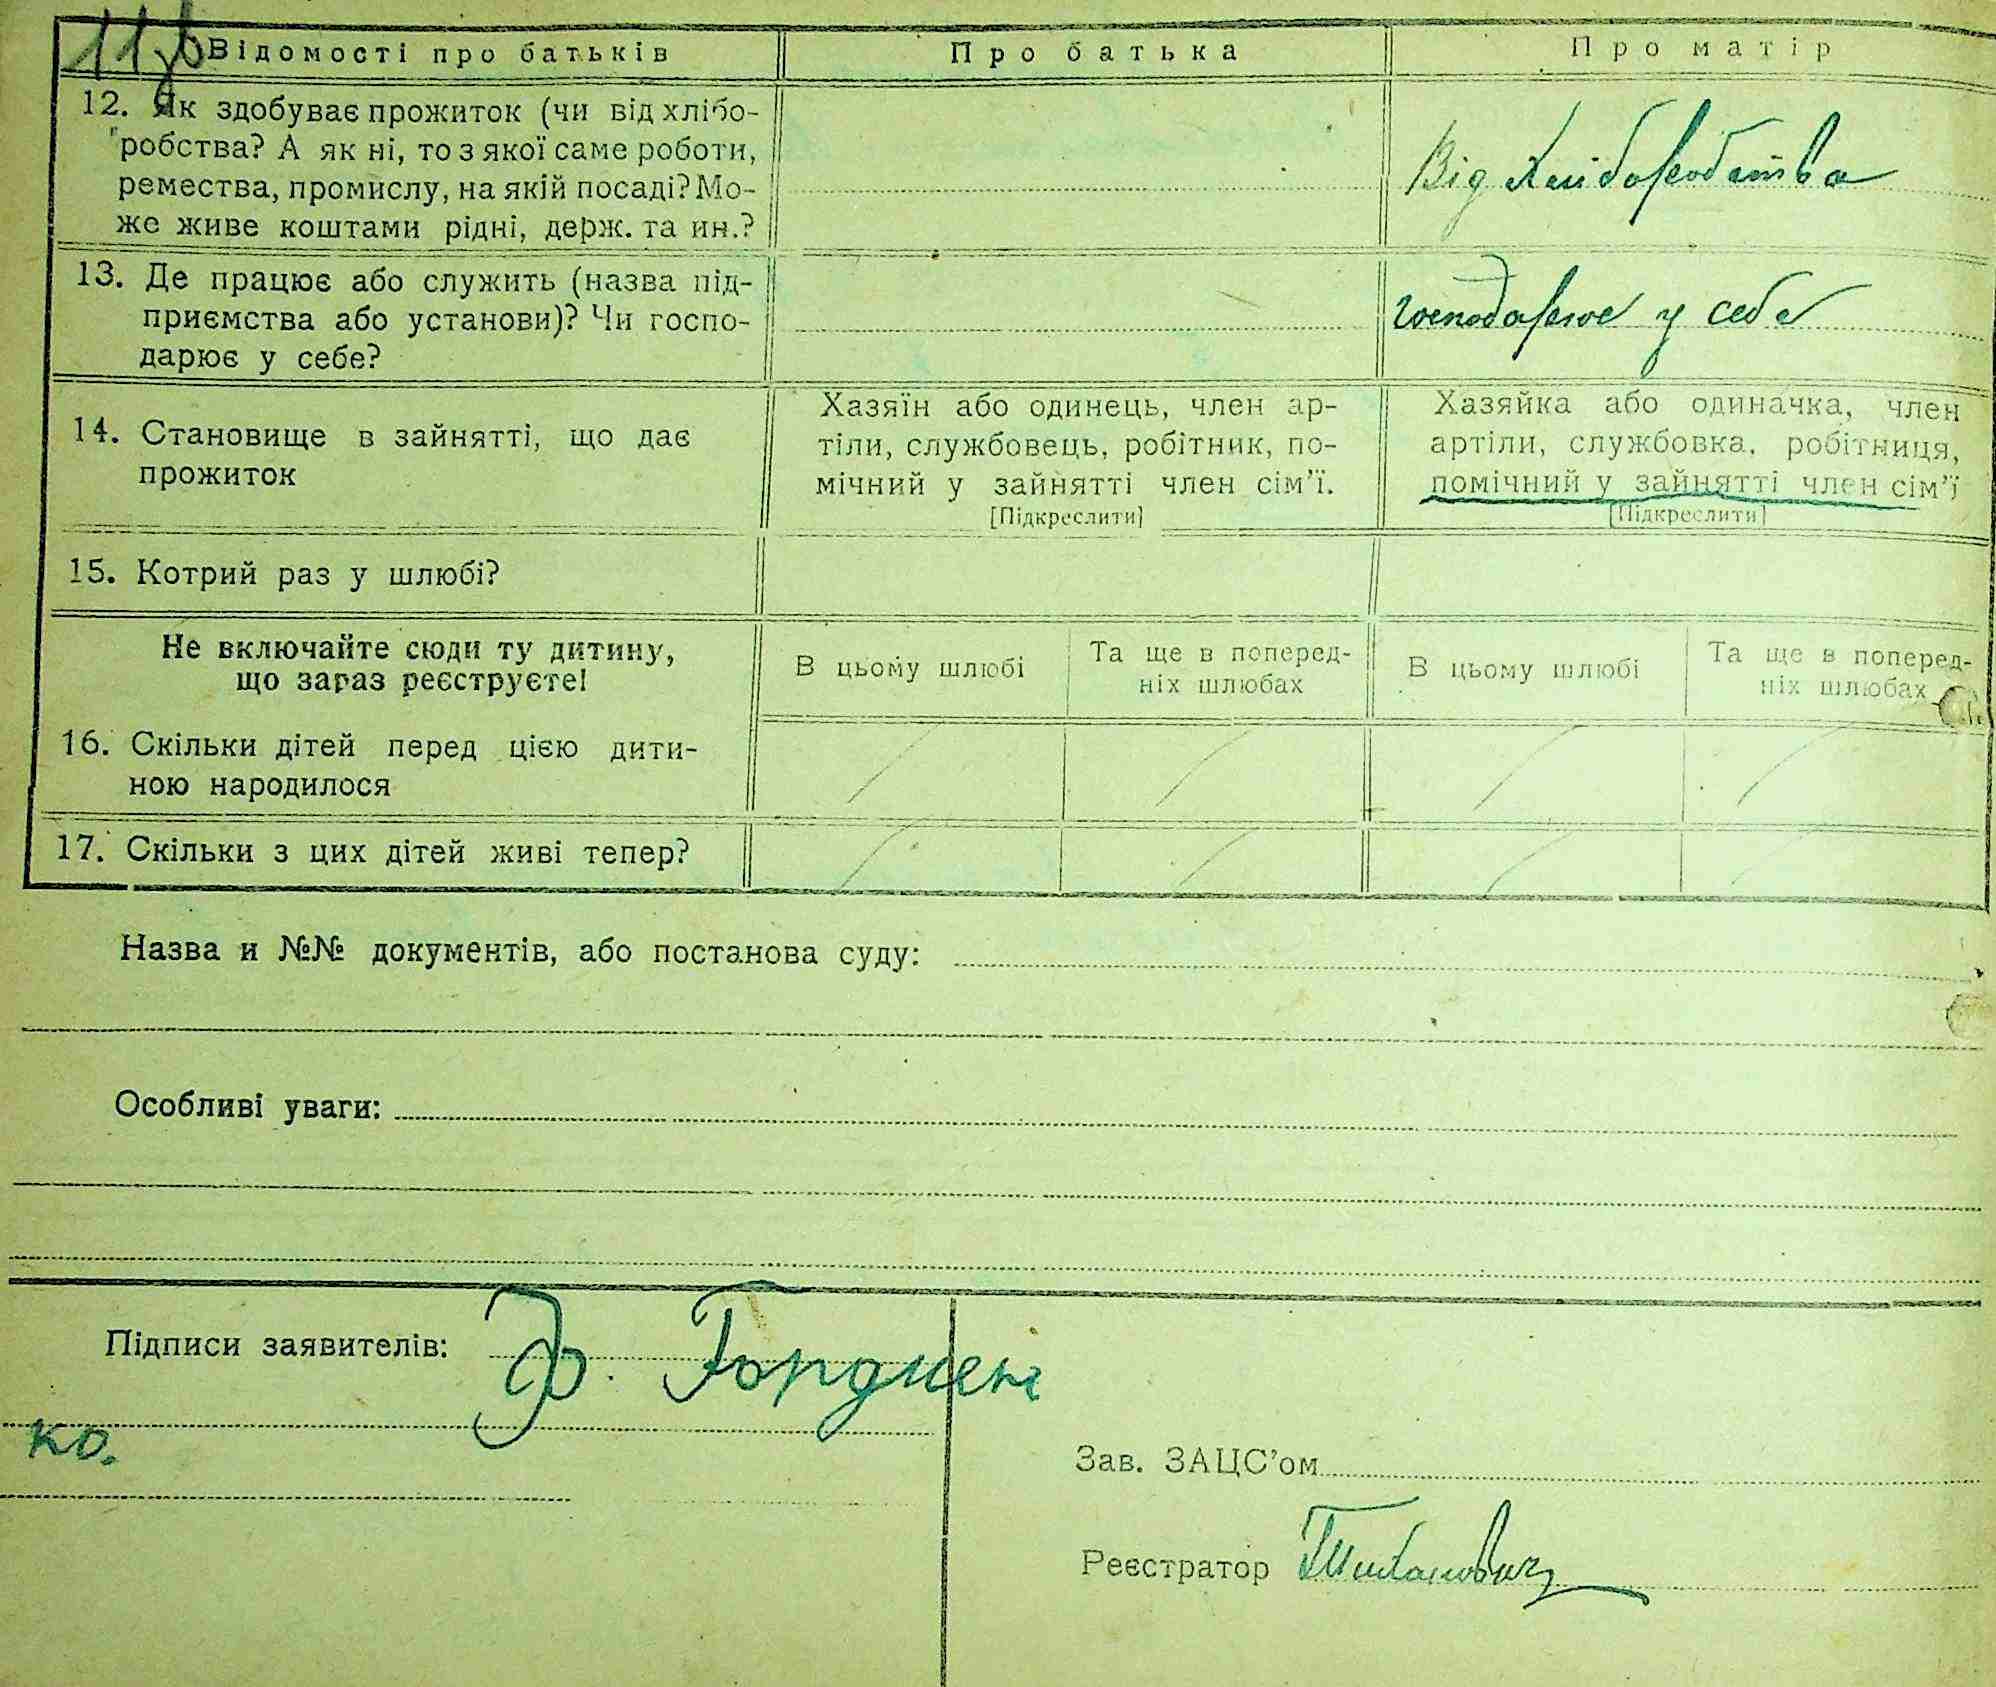 11зв
Відомості про батьків Про батька Про матір
12. Як здобуває прожиток (чи від хлібо-
робства? А як ні, то з якої саме роботи,
ремества, промислу, на якій посаді? Мо-
же живе коштами рідні, держ. та ин.?
Від хліборобства
13. Де працює або служить (назва під-
приємства або установи)? Чи госпо-
дарює у себе?
господарює у себе
14. Становище в зайнятті, що дає
прожиток
Хазяїн або одинець, член ар-
тіли, службовець, робітник, по-
мічний у зайнятті член сім’ї.
[Підкреслити]
Хазяйка або одиначка, член
артіли, службовка, робітниця,
помічний у зайнятті член сім’ї
[Підкреслити]
15. Котрий раз у шлюбі?
Не включайте сюди ту дитину,
що зараз реєструєте!
В цьому шлюбі
Та ще в поперед-
ніх шлюбах
В цьому шлюбі
Та ще в поперед-
ніх шлюбах
16. Скільки дітей перед цією дити-
ною народилося
17. Скільки з цих дітей живі тепер?
Назва и №№ документів, або постанова суду:
Особливі уваги:
Підписи заявителів: Ф. Гордиен
ко.
Зав. ЗАЦС’ом
Реєстратор